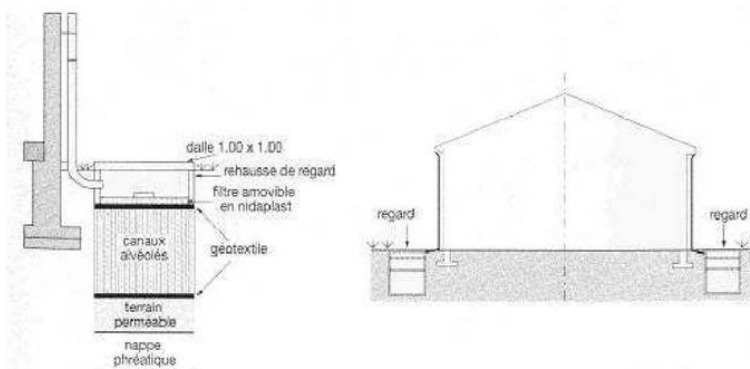 dalle 1.00 x 1.00
rehausse de regard
filtre amovible
en nidaplast
canaux
alvéolés
géotextile
terrain
permeable
nappe
phréatique
regard
regard